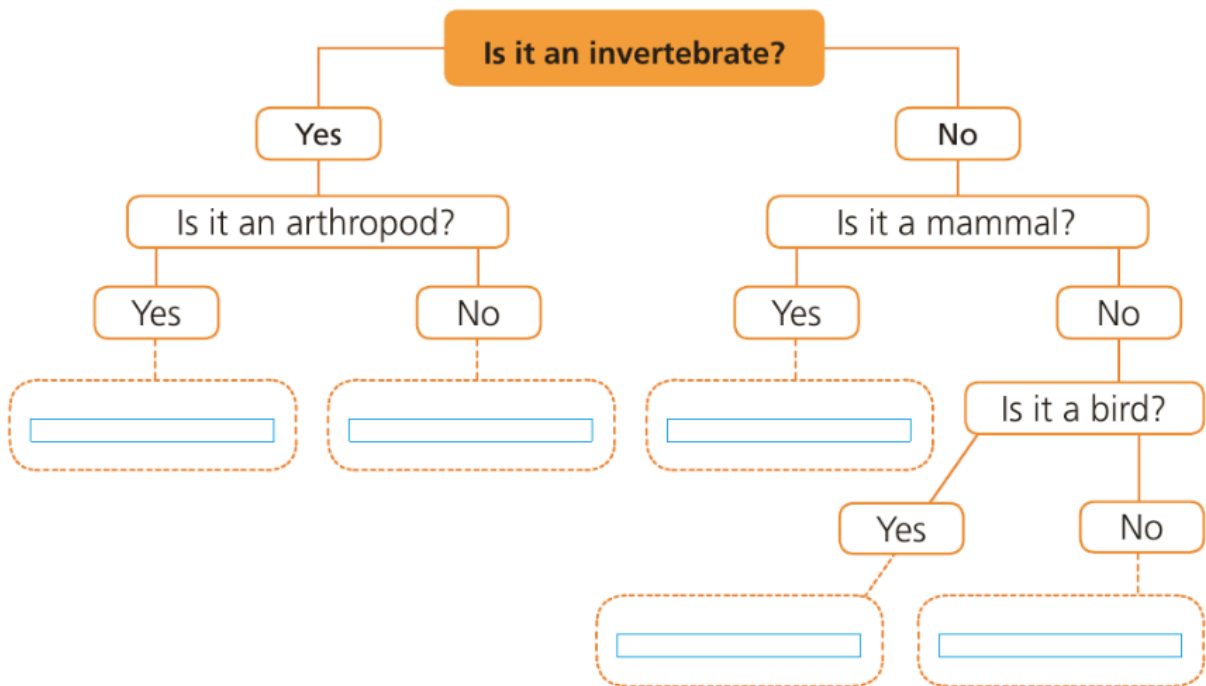 Is it an invertebrate?
Yes
No
Is it an arthropod?
Is it a mammal?
Yes
No
Yes
No
Is it a bird?
Yes
No